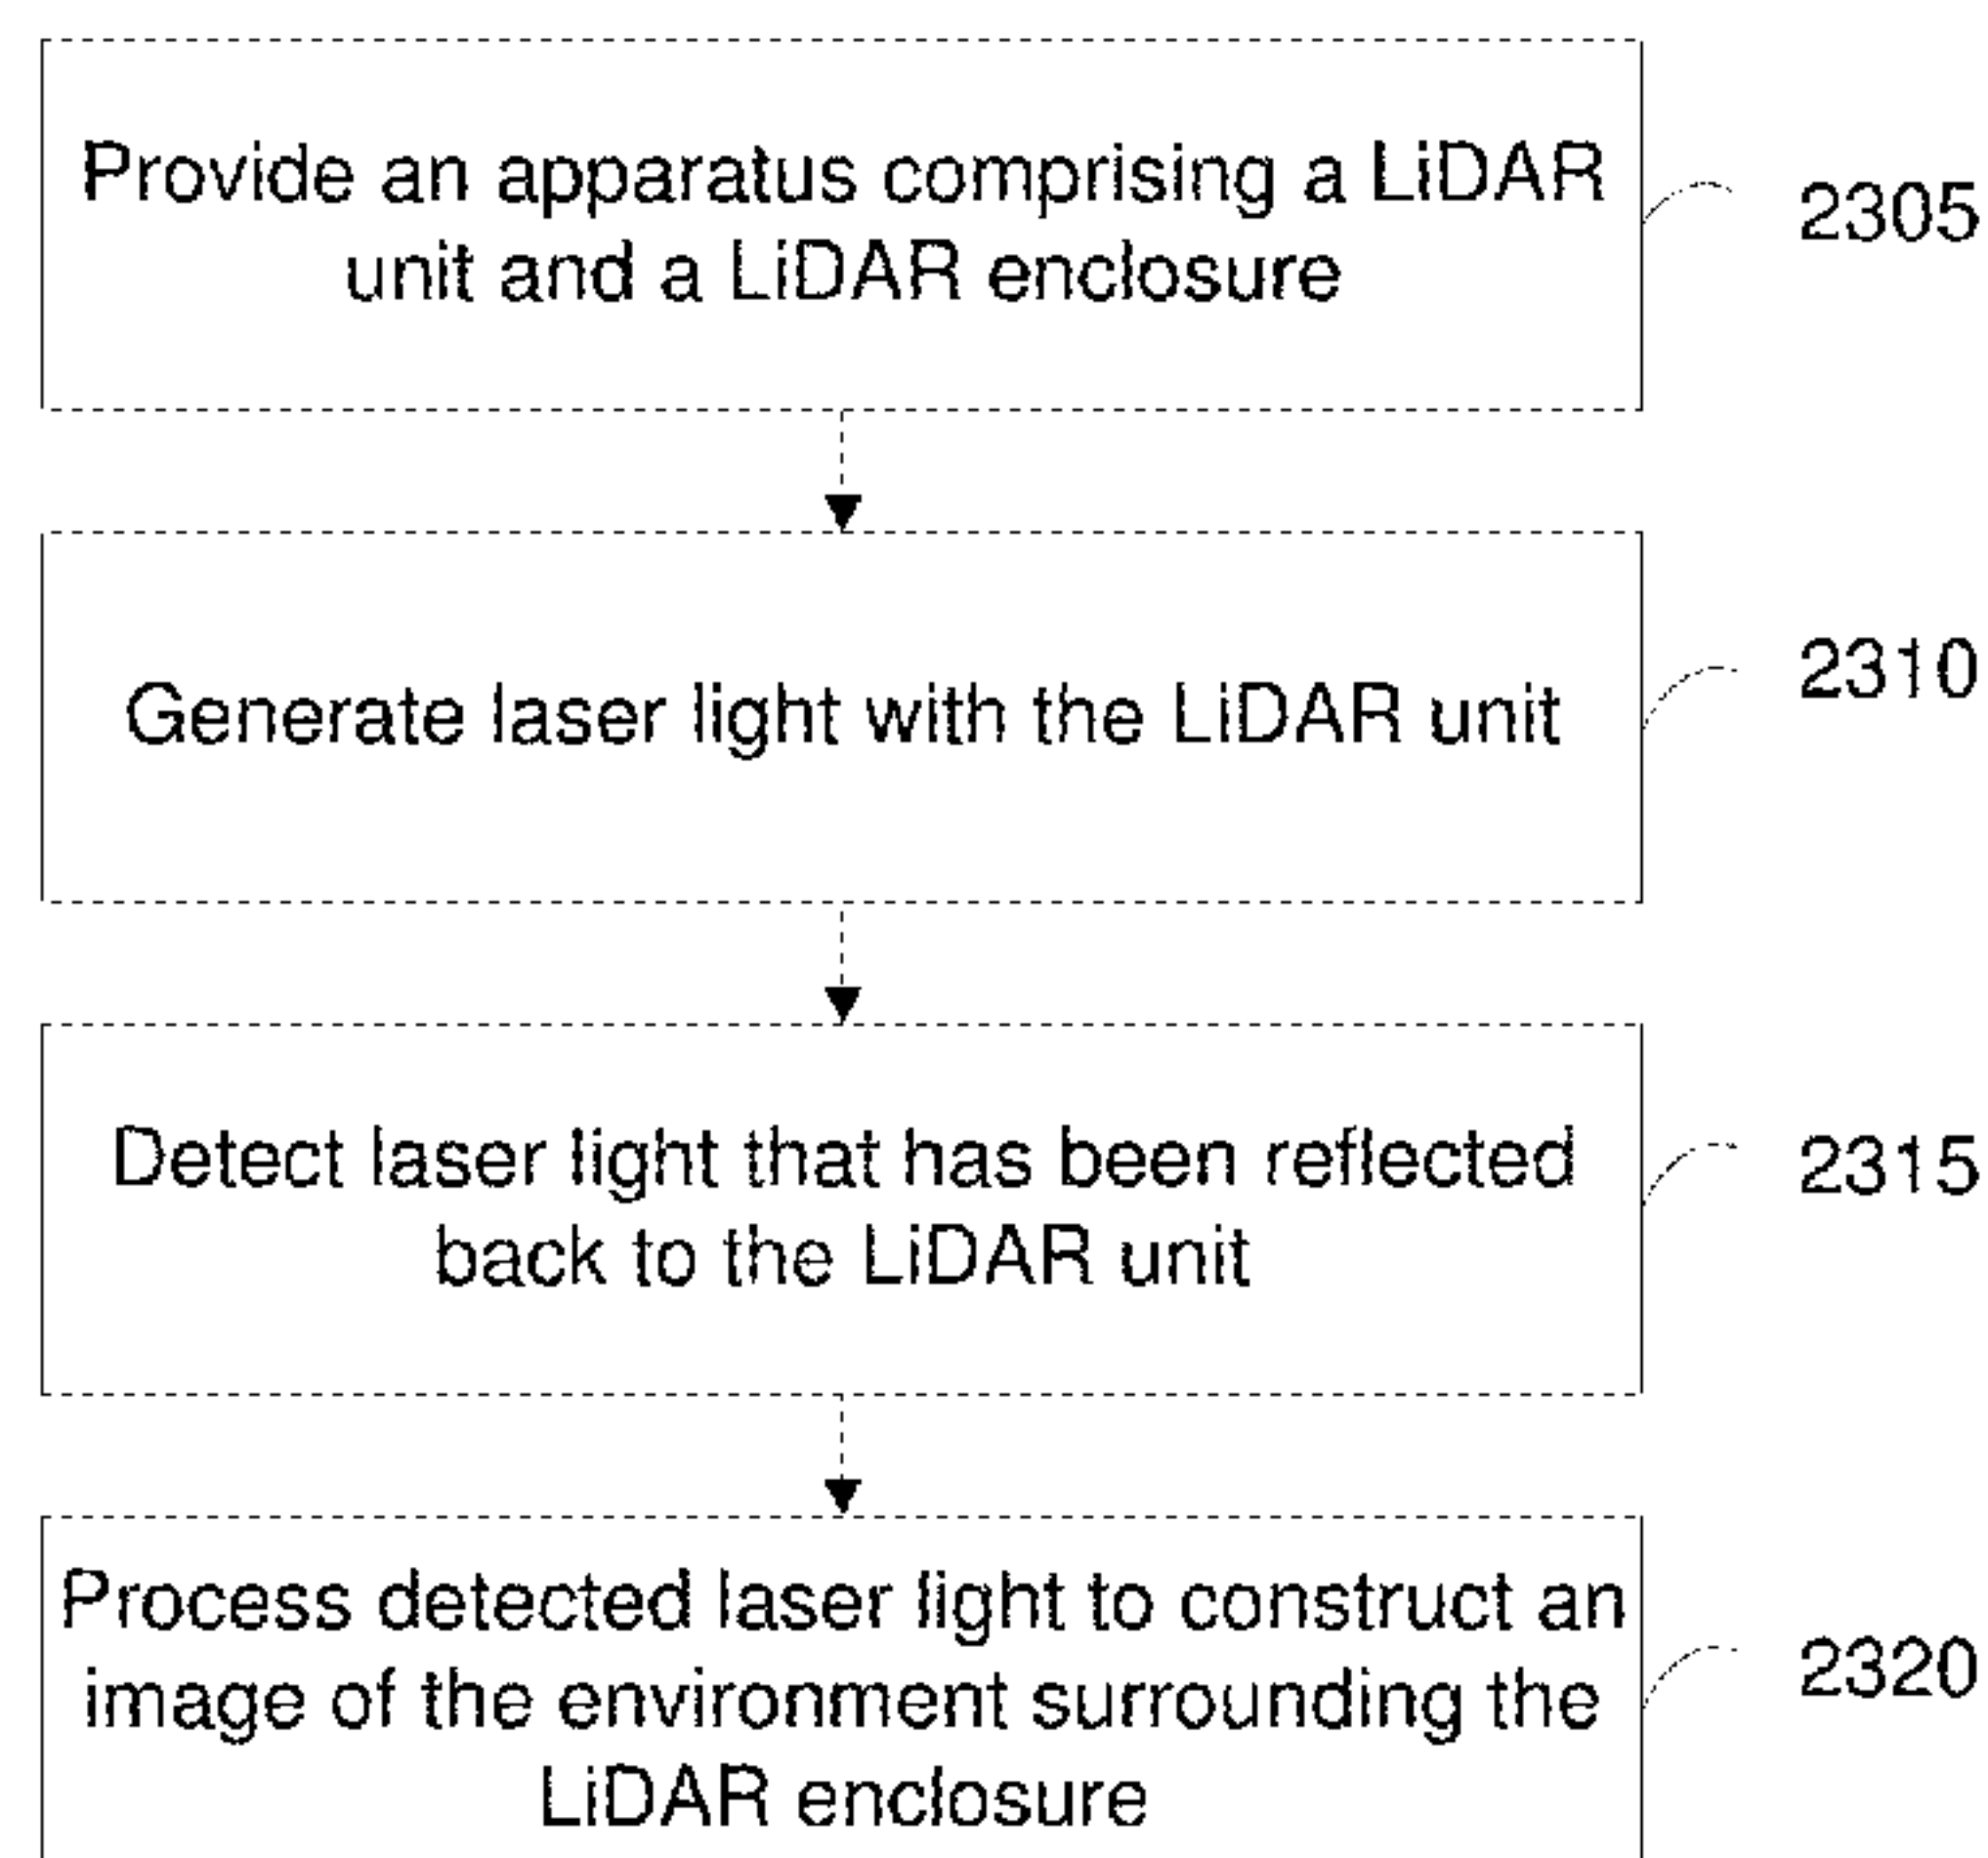 Provide an apparatus comprising a LiDAR
unit and a LiDAR enclosure
2305
Generate laser light with the LiDAR unit
2310
Detect laser light that has been reflected
back to the LiDAR unit
2315
Process detected laser light to construct an
image of the environment surrounding the
LiDAR enclosure
2320